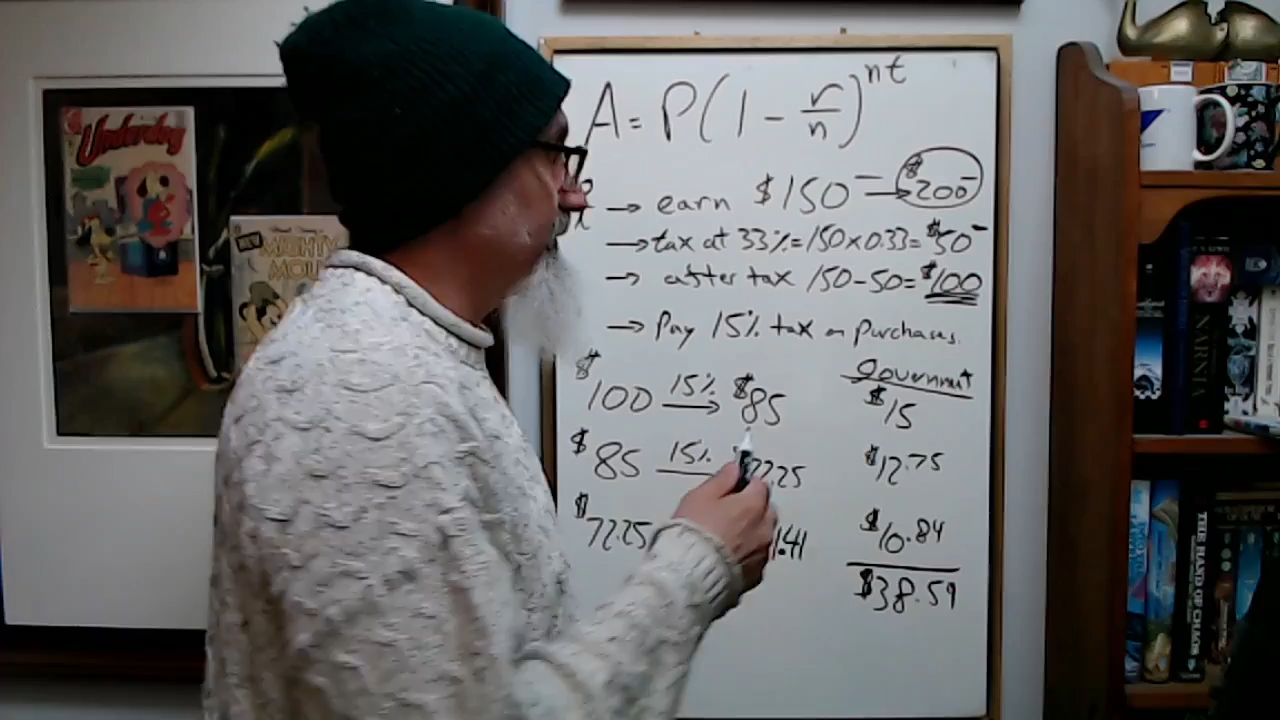 Underdog
NEW
MIGHTY
A = P(1 - r/n)^nt
→ earn $150 → $200
→ tax at 33% = 150 x 0.33 = $50
→ after tax 150 - 50 = $100
→ Pay 15% tax on purchases.
Government
$100 15% → $85 $15
$85 15% 72.25 $12.75
$72.25 1.41 $10.84
$38.59
NARNIA
THE HAND OF CHAOS